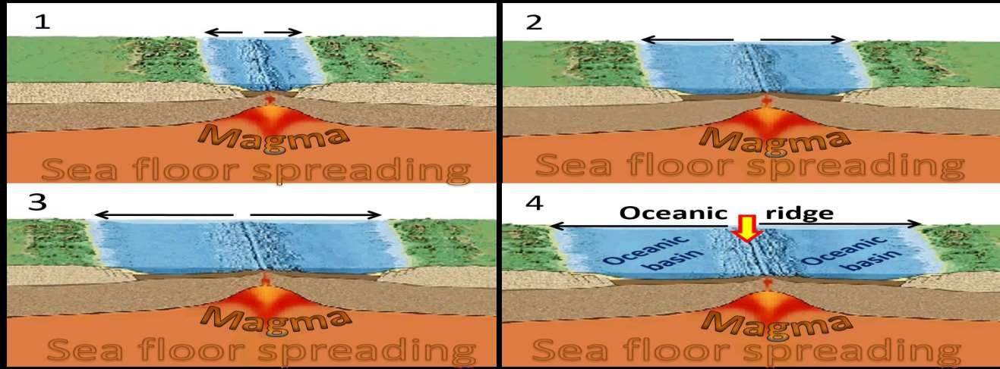 1
Magma
Sea floor spreading
2
Magma
Sea floor spreading
3
Magma
Sea floor spreading
4
Oceanic ridge
Oceanic
basin
Oceanic
basin
Magma
Sea floor spreading